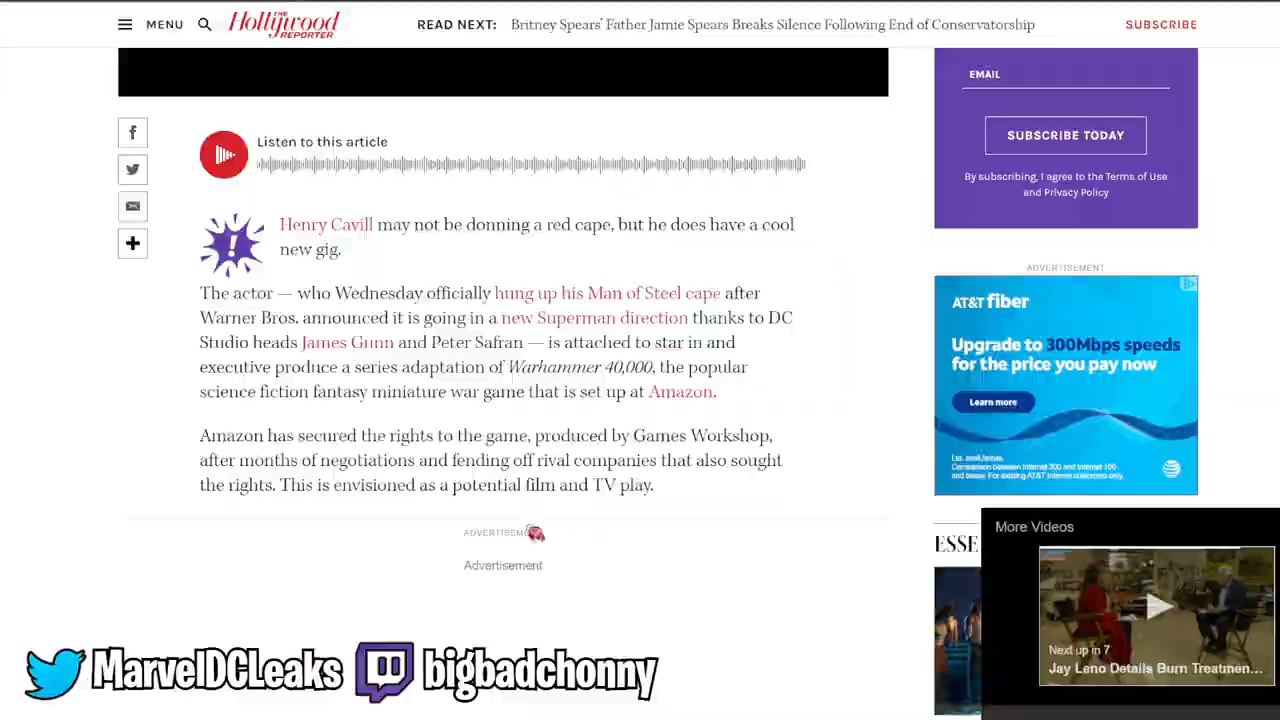 MENU
THE
Hollywood
REPORTER
READ NEXT: Britney Spears' Father Jamie Spears Breaks Silence Following End of Conservatorship
SUBSCRIBE
Listen to this article
Henry Cavill may not be donning a red cape, but he does have a cool
new gig.
The actor — who Wednesday officially hung up his Man of Steel cape after
Warner Bros. announced it is going in a new Superman direction thanks to DC
Studio heads James Gunn and Peter Safran — is attached to star in and
executive produce a series adaptation of Warhammer 40,000, the popular
science fiction fantasy miniature war game that is set up at Amazon.
Amazon has secured the rights to the game, produced by Games Workshop,
after months of negotiations and fending off rival companies that also sought
the rights. This is envisioned as a potential film and TV play.
ADVERTISEM
Advertisement
EMAIL
SUBSCRIBE TODAY
By subscribing, I agree to the Terms of Use
and Privacy Policy
ADVERTISEMENT
AT&T fiber
Upgrade to 300Mbps speeds
for the price you pay now
Learn more
Comparison between Internet 300 and Internet 100
ESSE
More Videos
Next up in 7
Jay Leno Details Burn Treatmen...
MarvelDCLeaks
bigbadchonny